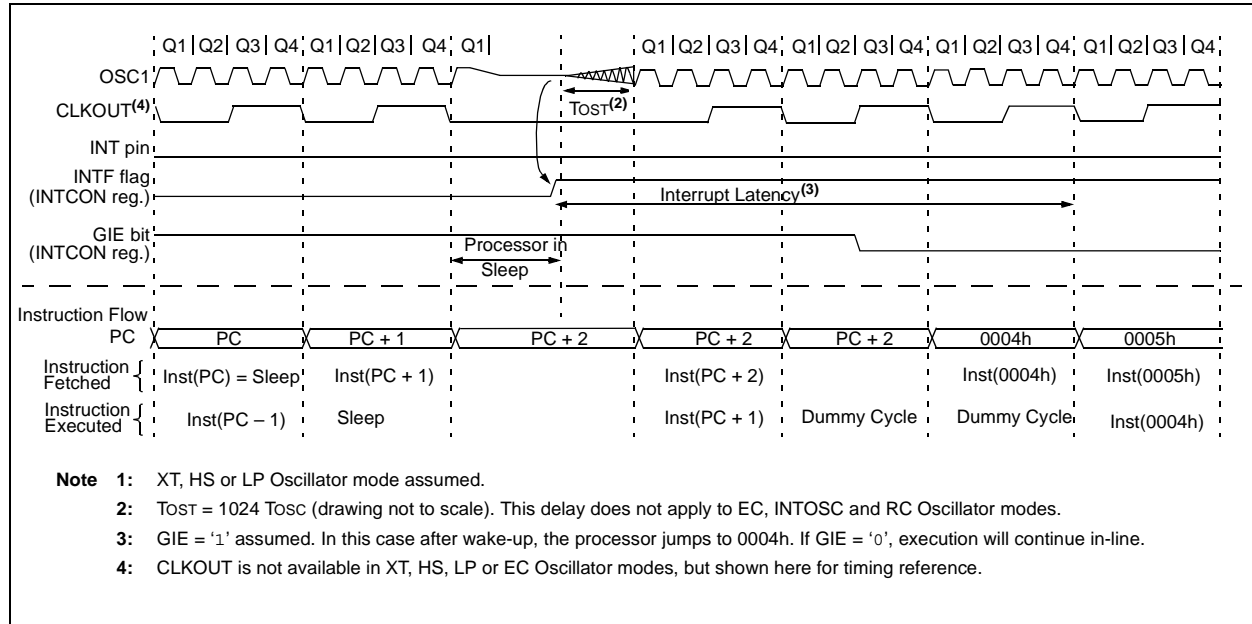 Q1 Q2 Q3 Q4 Q1 Q2 Q3 Q4 Q1 Q1 Q2 Q3 Q4 Q1 Q2 Q3 Q4 Q1 Q2 Q3 Q4 Q1 Q2 Q3 Q4
OSC1
TOST(2)
CLKOUT(4)
INT pin
INTF flag
(INTCON reg.)
Interrupt Latency(3)
GIE bit
(INTCON reg.)
Processor in
Sleep
Instruction Flow
PC PC PC + 1 PC + 2 PC + 2 PC + 2 0004h 0005h
Instruction
Fetched
Inst(PC) = Sleep Inst(PC + 1) Inst(PC + 2) Inst(0004h) Inst(0005h)
Instruction
Executed
Inst(PC – 1) Sleep Inst(PC + 1) Dummy Cycle Dummy Cycle Inst(0004h)
Note 1: XT, HS or LP Oscillator mode assumed.
2: TOST = 1024 TOSC (drawing not to scale). This delay does not apply to EC, INTOSC and RC Oscillator modes.
3: GIE = ‘1’ assumed. In this case after wake-up, the processor jumps to 0004h. If GIE = ‘0’, execution will continue in-line.
4: CLKOUT is not available in XT, HS, LP or EC Oscillator modes, but shown here for timing reference.